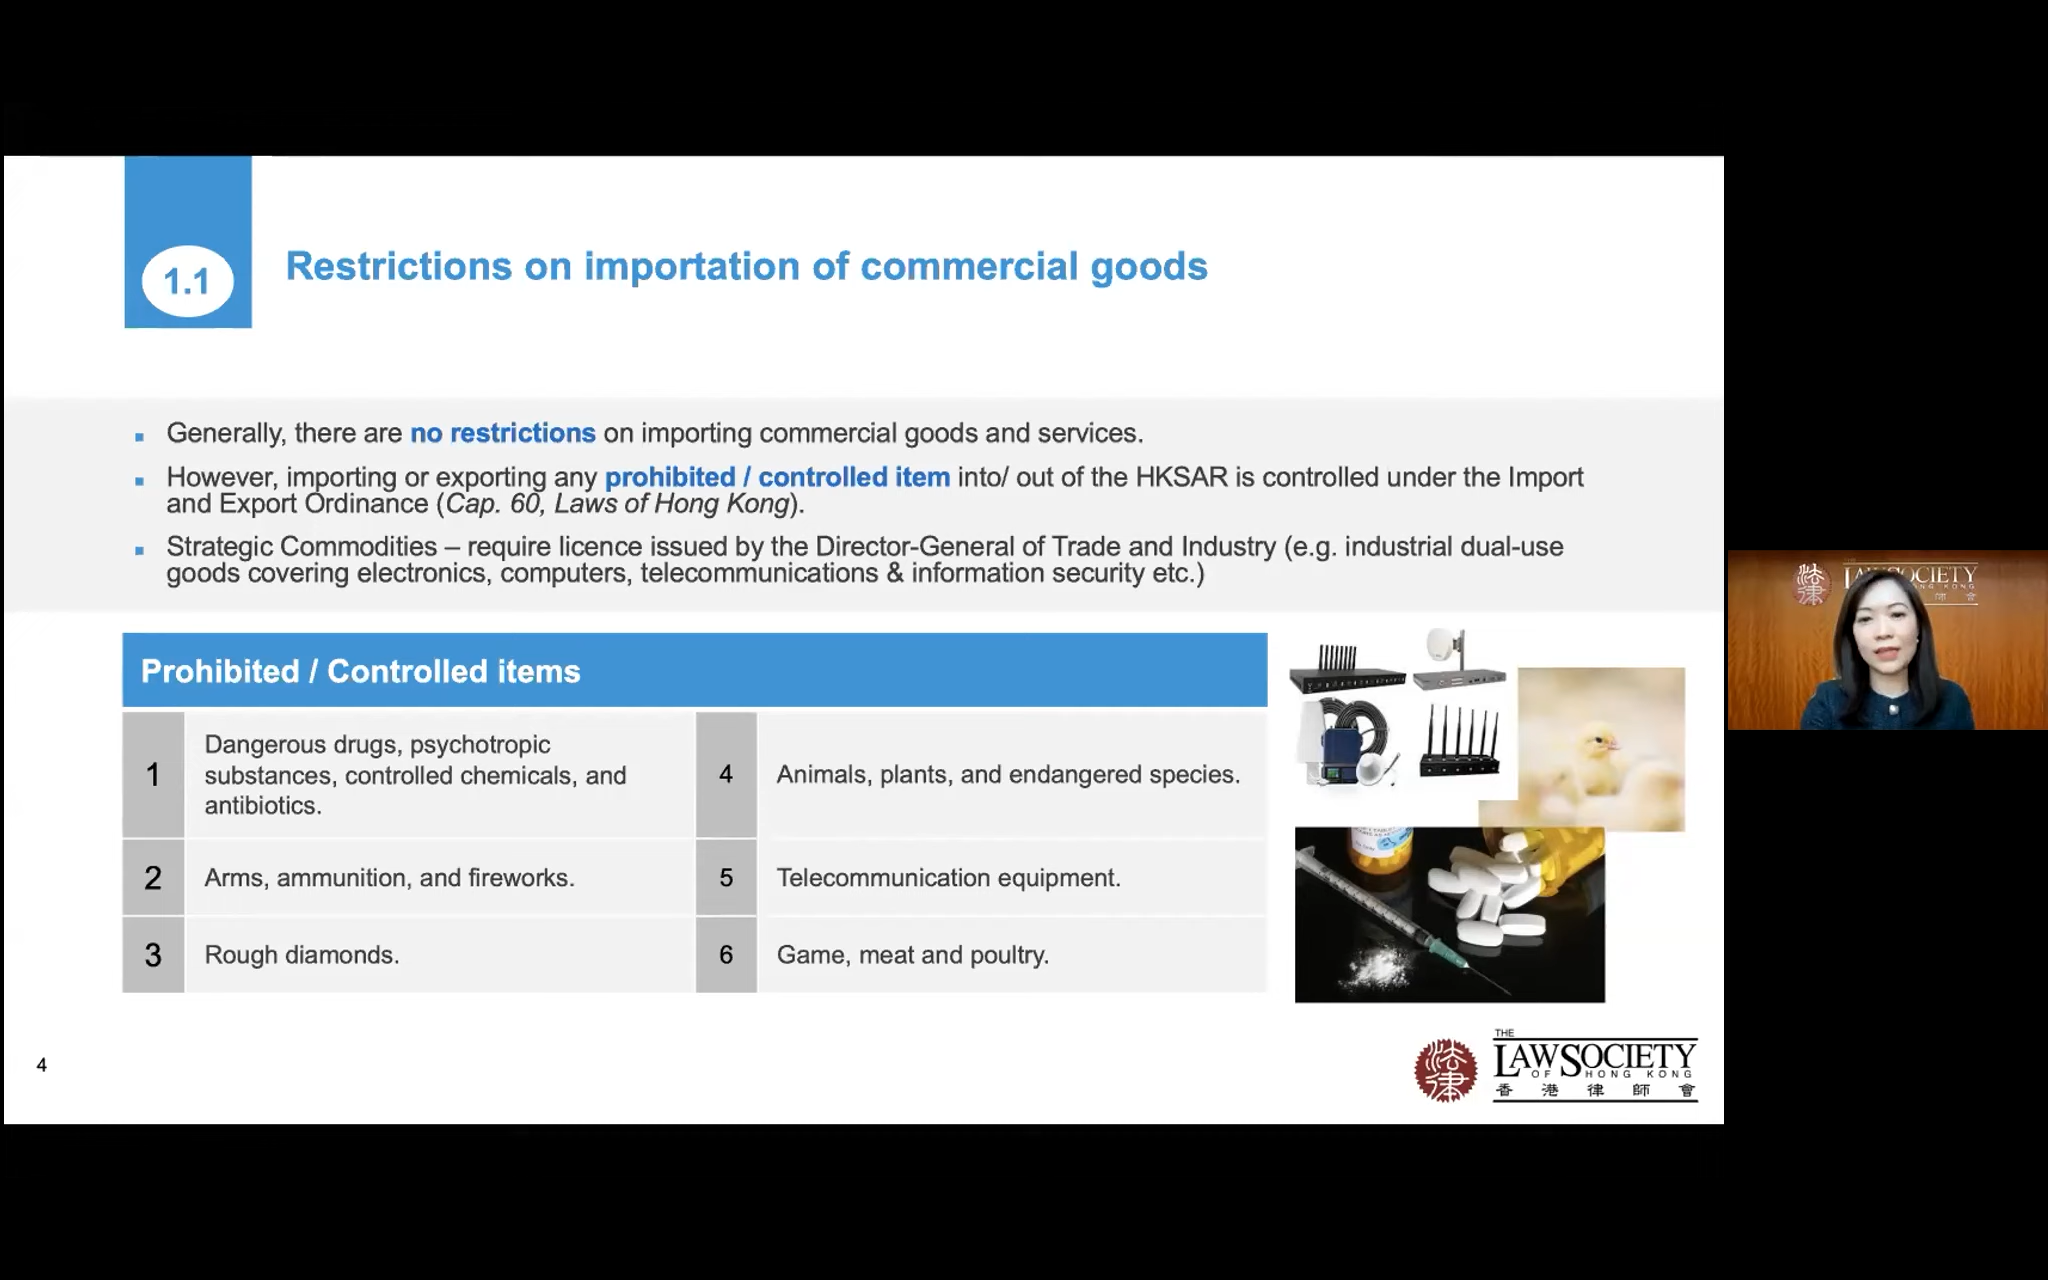 1.1
Restrictions on importation of commercial goods
Generally, there are no restrictions on importing commercial goods and services.
However, importing or exporting any prohibited / controlled item into/ out of the HKSAR is controlled under the Import
and Export Ordinance (Cap. 60, Laws of Hong Kong).
Strategic Commodities – require licence issued by the Director-General of Trade and Industry (e.g. industrial dual-use
goods covering electronics, computers, telecommunications & information security etc.)
Prohibited / Controlled items
1
Dangerous drugs, psychotropic
substances, controlled chemicals, and
antibiotics.
4
Animals, plants, and endangered species.
2
Arms, ammunition, and fireworks.
5
Telecommunication equipment.
3
Rough diamonds.
6
Game, meat and poultry.
4
法律
THE
LAW SOCIETY
OF HONG KONG
香港律師會